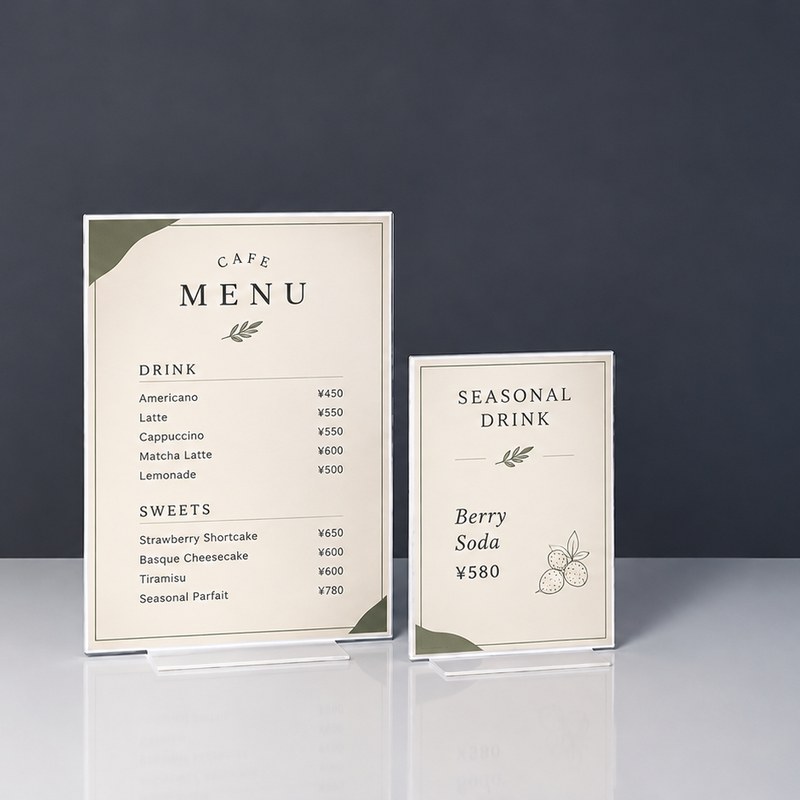 CAFE
MENU
DRINK
Americano ¥450
Latte ¥550
Cappuccino ¥550
Matcha Latte ¥600
Lemonade ¥500
SWEETS
Strawberry Shortcake ¥650
Basque Cheesecake ¥600
Tiramisu ¥600
Seasonal Parfait ¥780
SEASONAL
DRINK
Berry
Soda
¥580